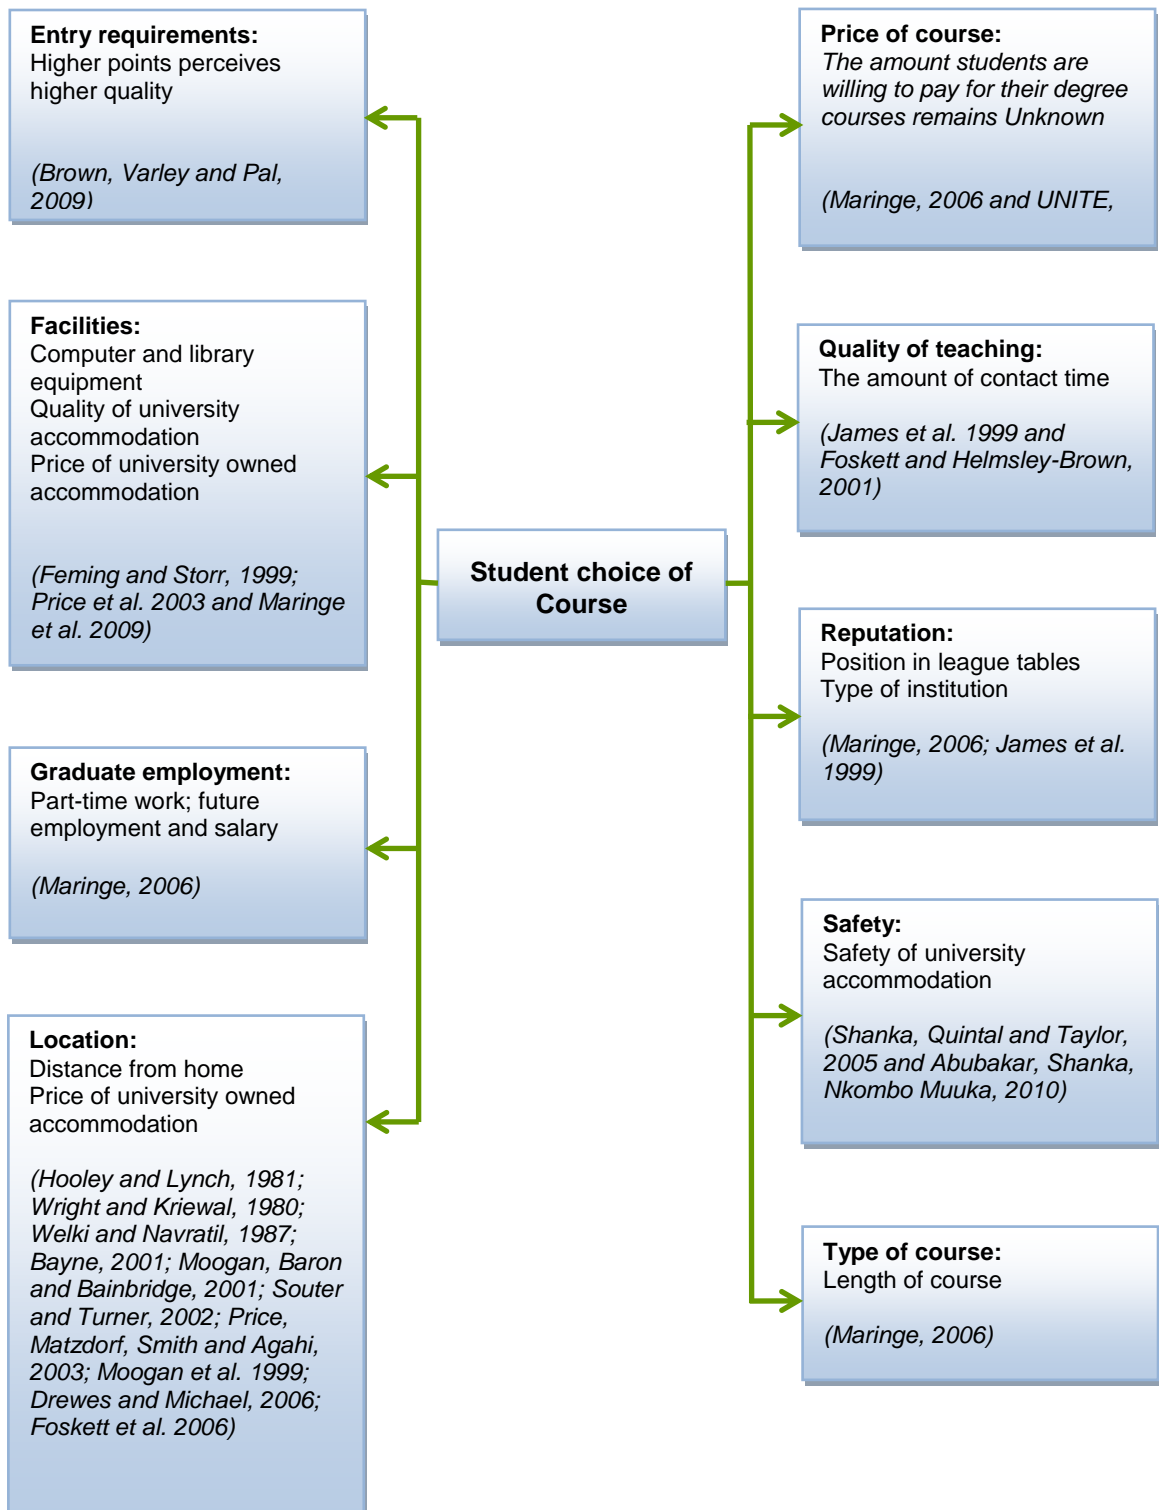 Entry requirements:
Higher points perceives
higher quality
(Brown, Varley and Pal,
2009)
Facilities:
Computer and library
equipment
Quality of university
accommodation
Price of university owned
accommodation
(Feming and Storr, 1999;
Price et al. 2003 and Maringe
et al. 2009)
Graduate employment:
Part-time work; future
employment and salary
(Maringe, 2006)
Location:
Distance from home
Price of university owned
accommodation
(Hooley and Lynch, 1981;
Wright and Kriewal, 1980;
Welki and Navratil, 1987;
Bayne, 2001; Moogan, Baron
and Bainbridge, 2001; Souter
and Turner, 2002; Price,
Matzdorf, Smith and Agahi,
2003; Moogan et al. 1999;
Drewes and Michael, 2006;
Foskett et al. 2006)
Student choice of
Course
Price of course:
The amount students are
willing to pay for their degree
courses remains Unknown
(Maringe, 2006 and UNITE,
Quality of teaching:
The amount of contact time
(James et al. 1999 and
Foskett and Helmsley-Brown,
2001)
Reputation:
Position in league tables
Type of institution
(Maringe, 2006; James et al.
1999)
Safety:
Safety of university
accommodation
(Shanka, Quintal and Taylor,
2005 and Abubakar, Shanka,
Nkombo Muuka, 2010)
Type of course:
Length of course
(Maringe, 2006)